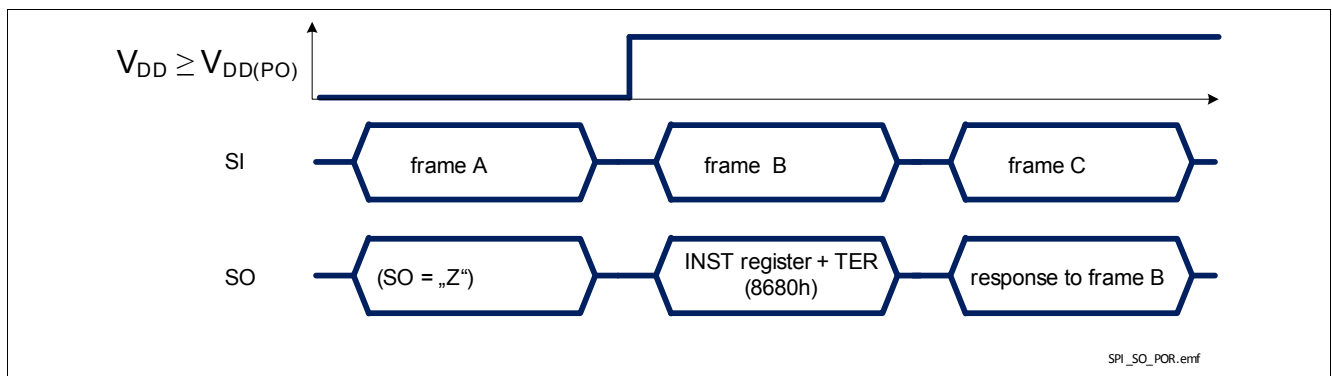 VDD ≥ VDD(PO)
SI
frame A
frame B
frame C
SO
(SO = „Z“)
INST register + TER
(8680h)
response to frame B
SPI_SO_POR.emf